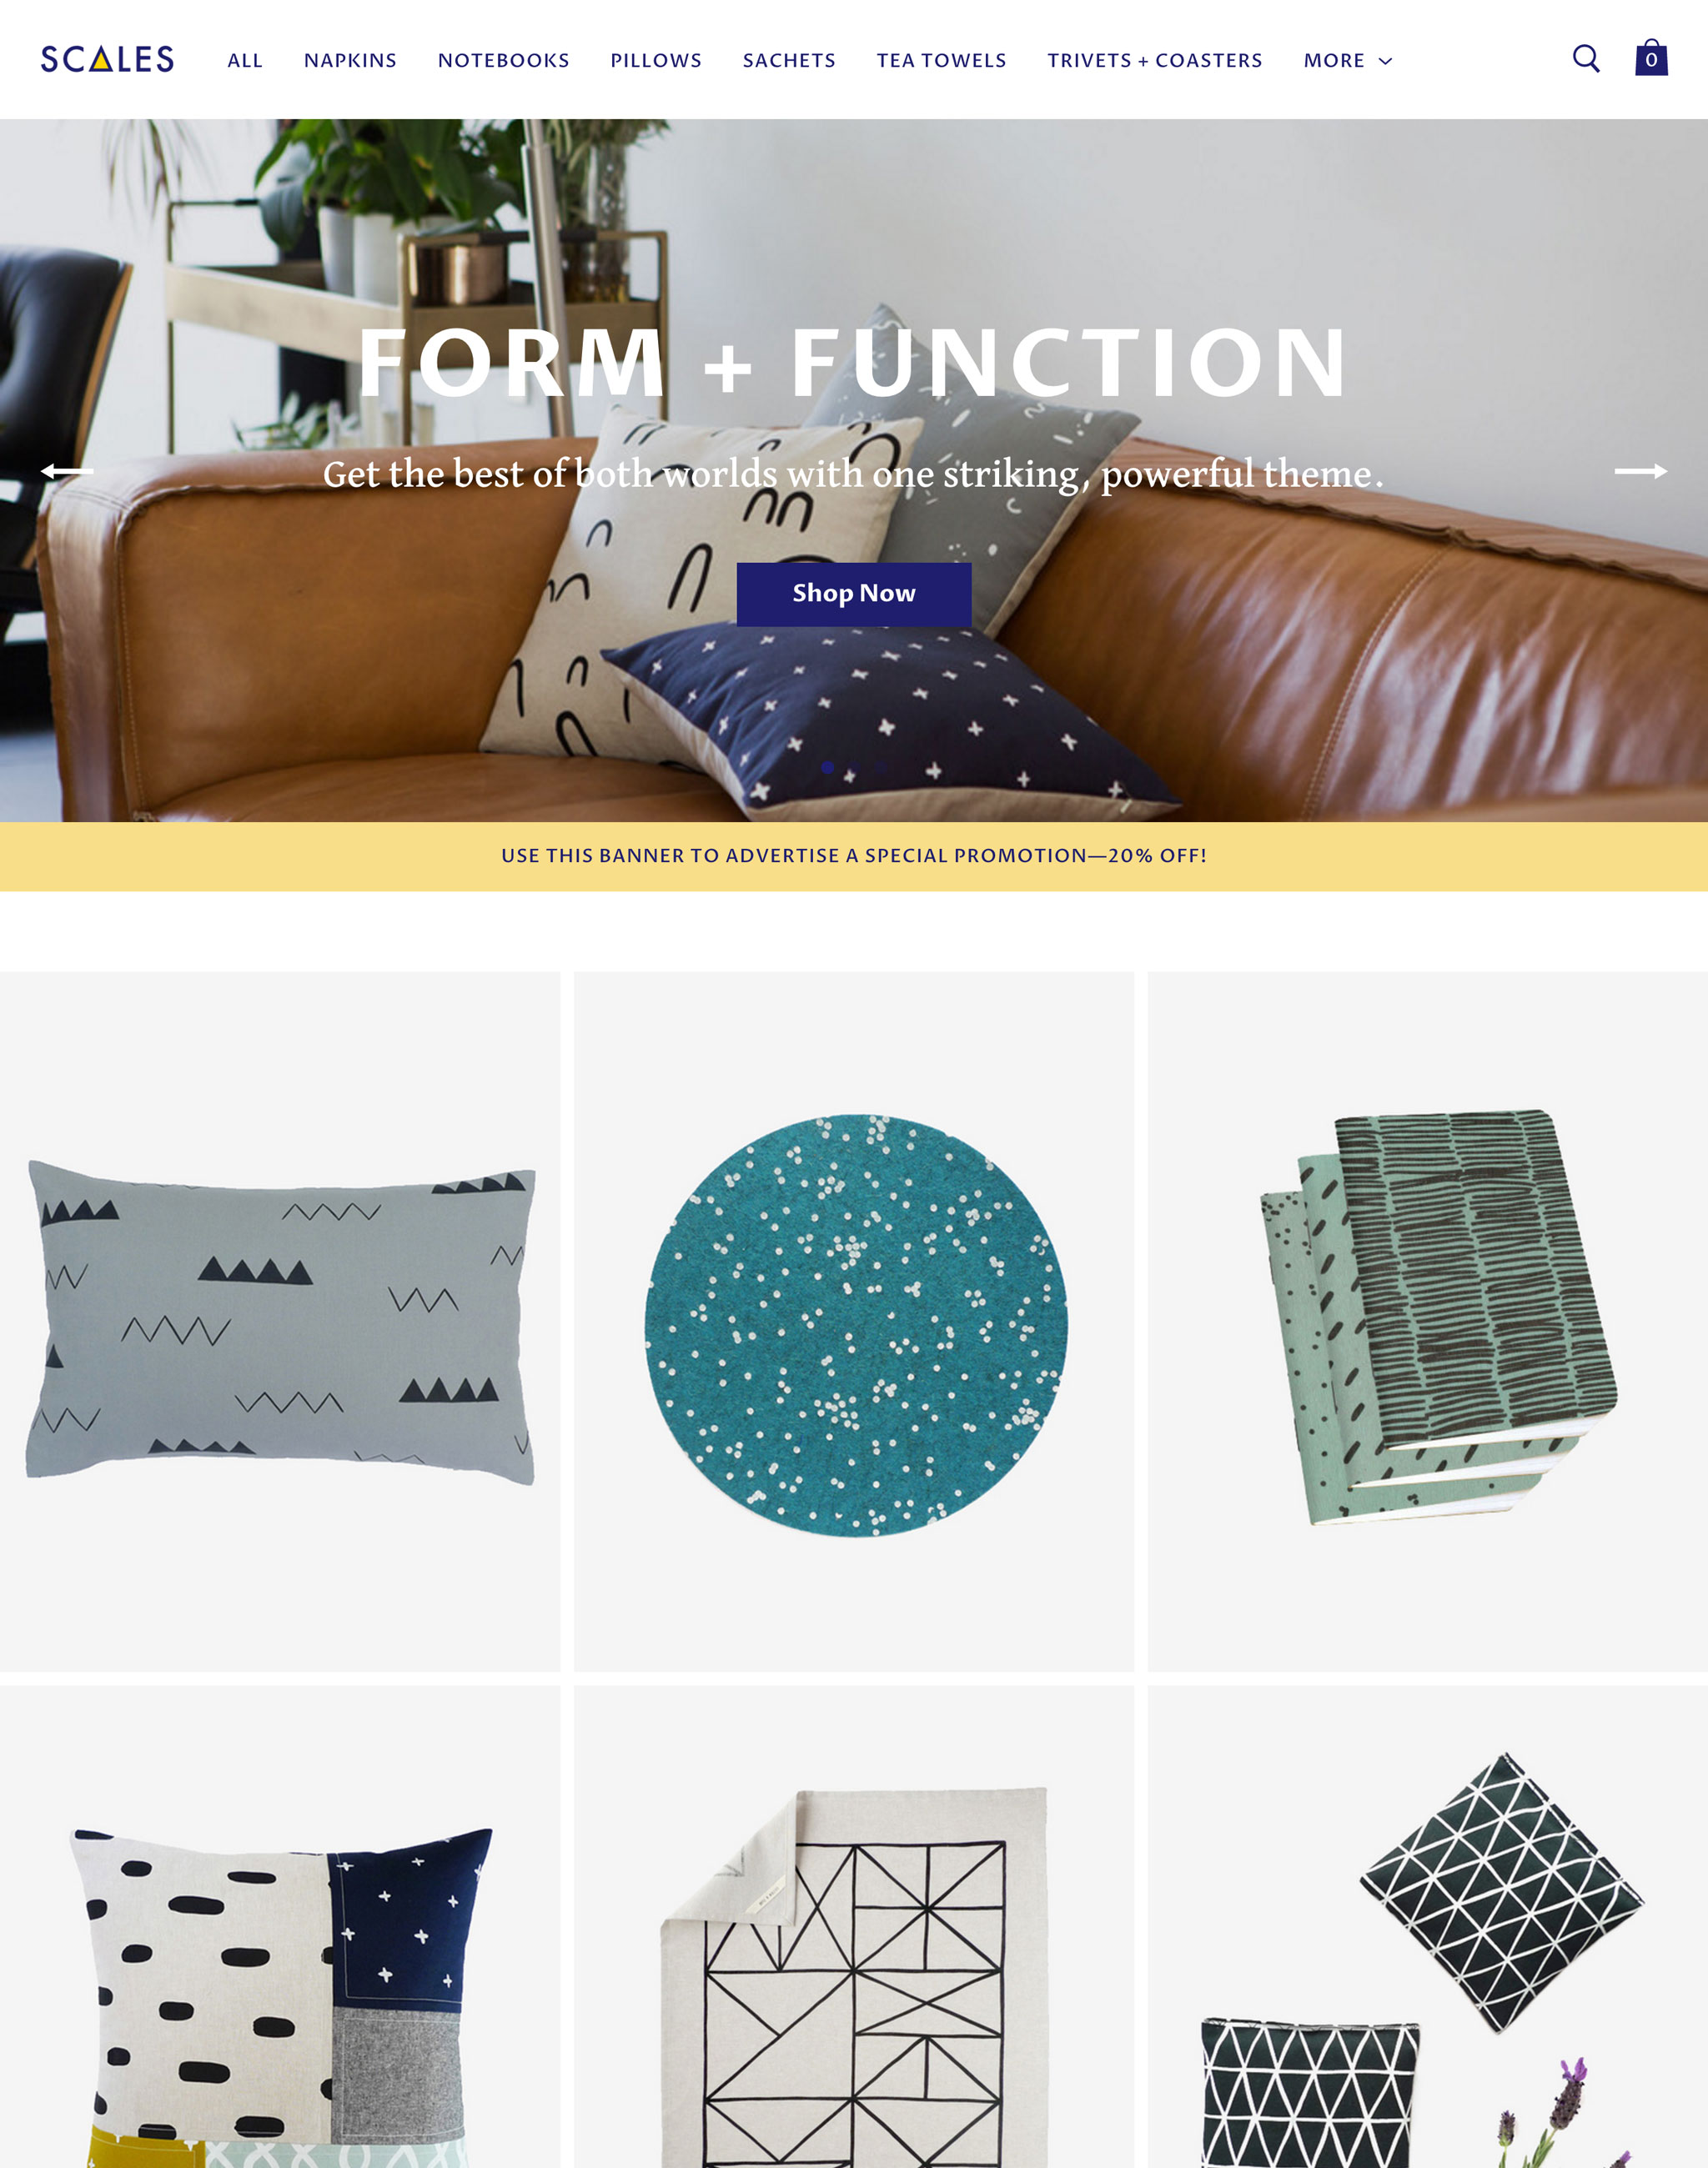 SCALES
ALL NAPKINS NOTEBOOKS PILLOWS SACHETS TEA TOWELS TRIVETS + COASTERS MORE
0
FORM + FUNCTION
Get the best of both worlds with one striking, powerful theme.
Shop Now
USE THIS BANNER TO ADVERTISE A SPECIAL PROMOTION—20% OFF!